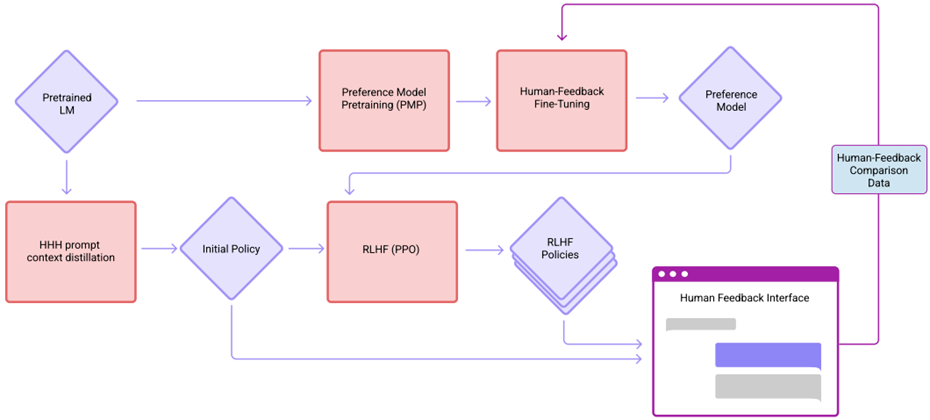 Pretrained
LM
Preference Model
Pretraining (PMP)
Human-Feedback
Fine-Tuning
Preference
Model
Human-Feedback
Comparison
Data
HHH prompt
context distillation
Initial Policy
RLHF (PPO)
RLHF
Policies
Human Feedback Interface